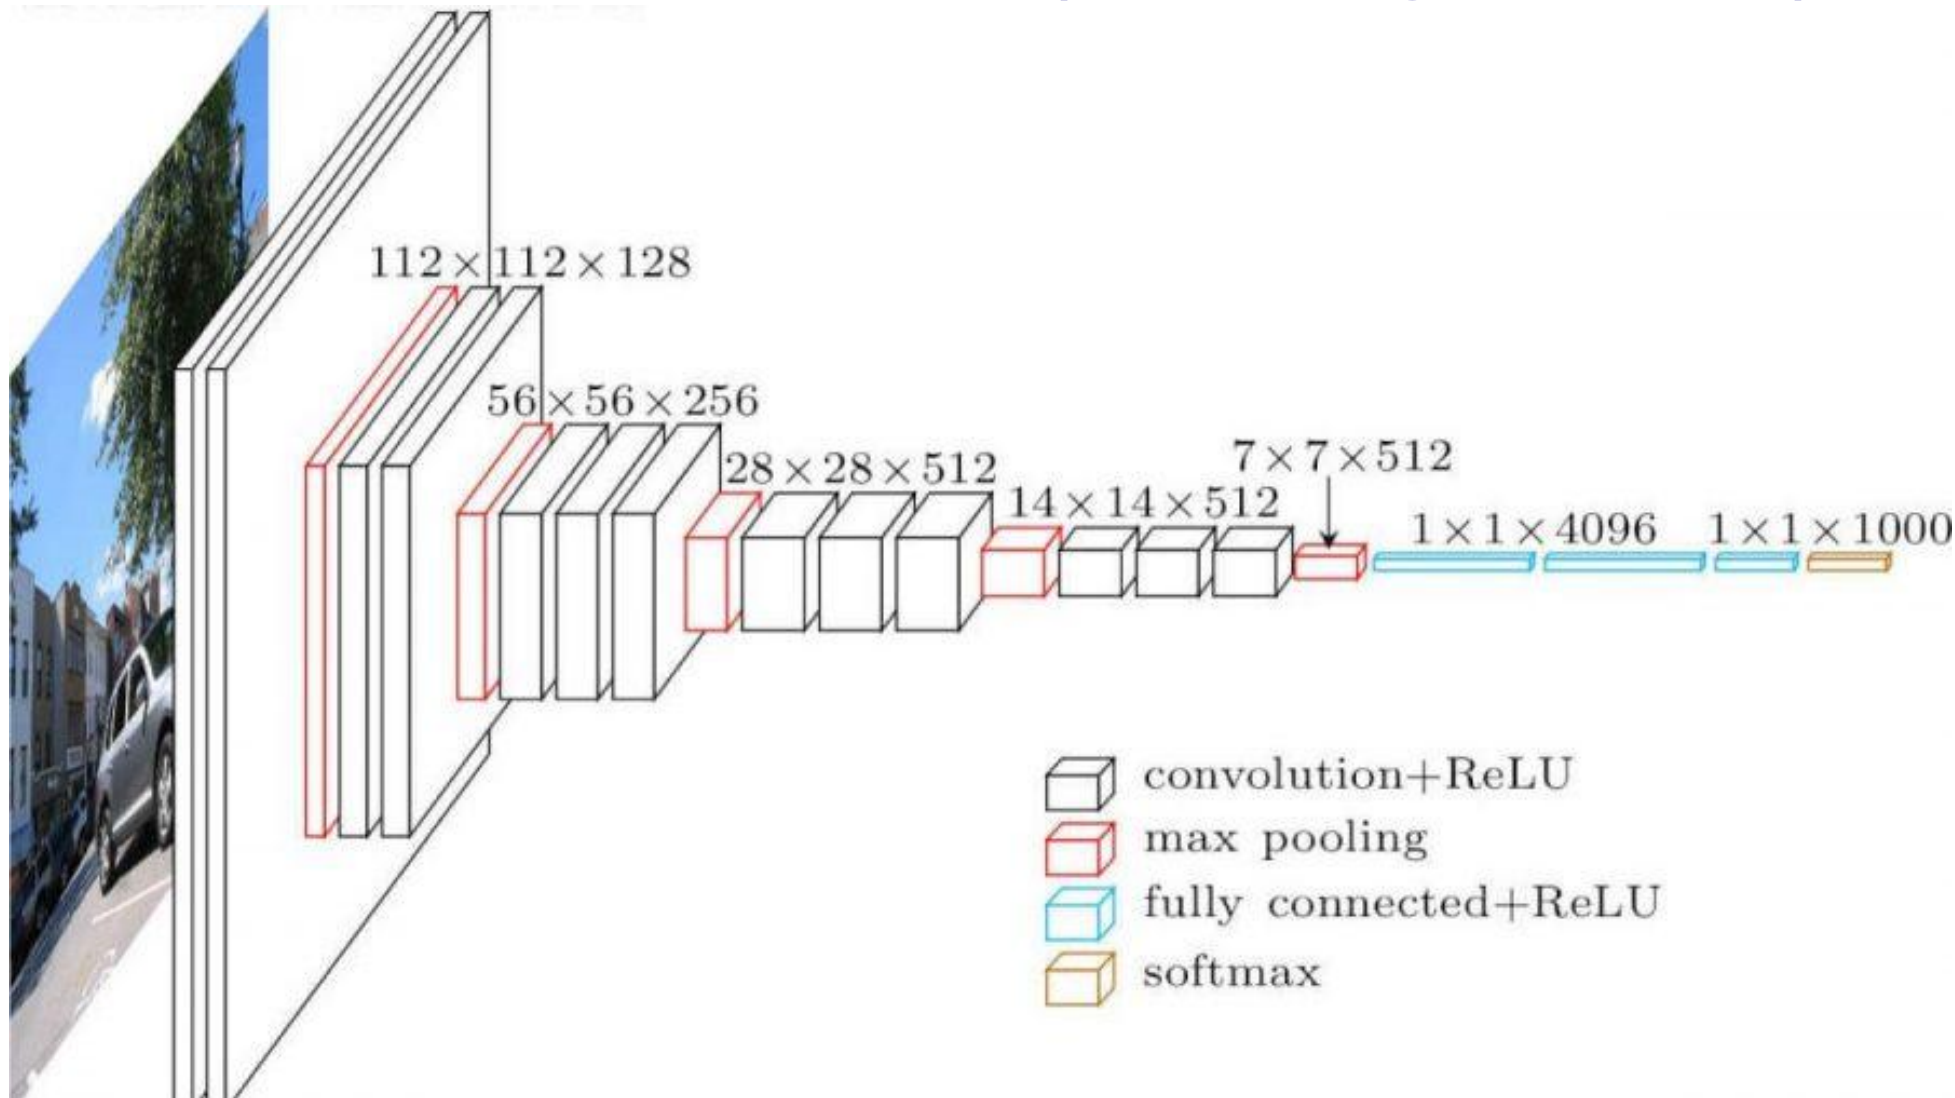 112×112×128
56×56×256
28×28×512
14×14×512
7×7×512
1×1×4096
1×1×1000
convolution+ReLU
max pooling
fully connected+ReLU
softmax